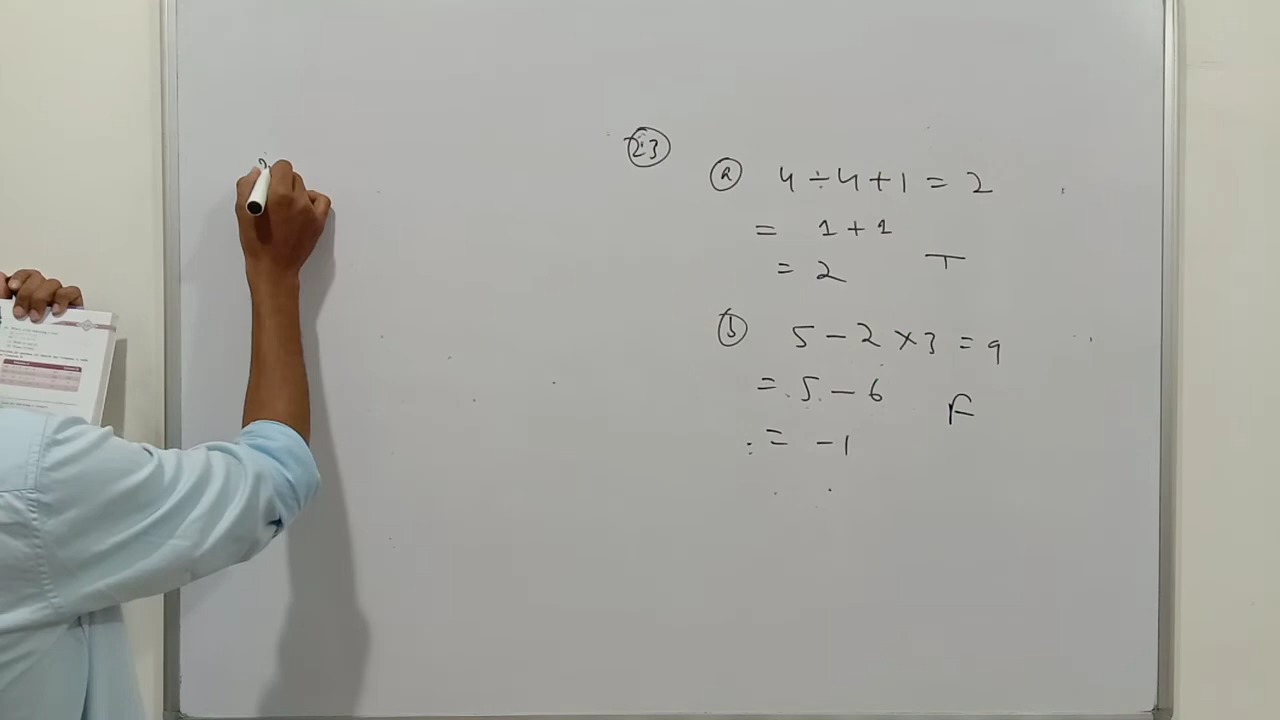 23
a 4 ÷ 4 + 1 = 2
= 1 + 1
= 2 T
b 5 - 2 × 3 = 9
= 5 - 6 F
= -1